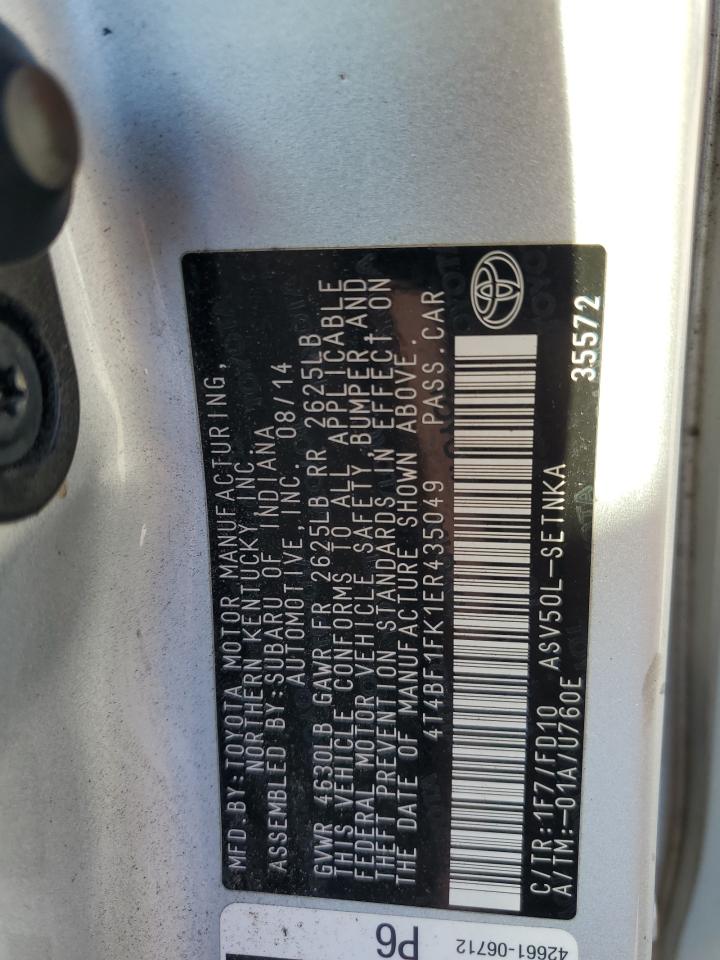 MFD.BY:TOYOTA MOTOR MANUFACTURING,
NORTHERN KENTUCKY, INC.
ASSEMBLED BY:SUBARU OF INDIANA
AUTOMOTIVE,INC. 08/14
GVWR 4630LB GAWR FR 2625LB RR 2625LB
THIS VEHICLE CONFORMS TO ALL APPLICABLE
FEDERAL MOTOR VEHICLE SAFETY,BUMPER AND
THEFT PREVENTION STANDARDS IN EFFECT ON
THE DATE OF MANUFACTURE SHOWN ABOVE.
4T4BF1FK1ER435049 PASS.CAR
C/TR:1F7/FD10 ASV50L-SETNKA
A/TM:-01A/U760E
35572
P6
42661-06712